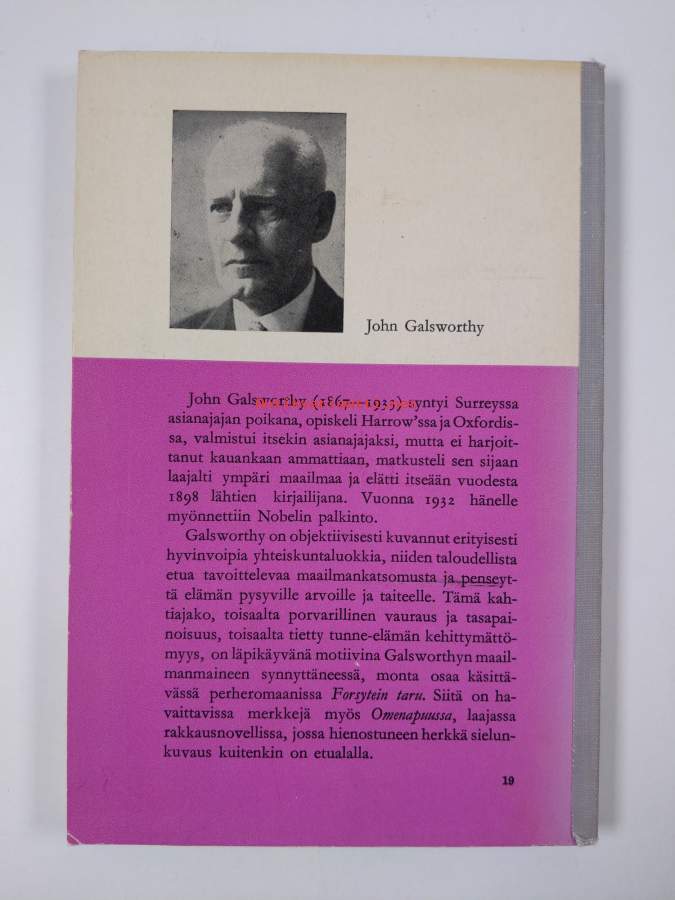 John Galsworthy
John Galsworthy (1867—1933) syntyi Surreyssa
asianajajan poikana, opiskeli Harrow'ssa ja Oxfordis-
sa, valmistui itsekin asianajajaksi, mutta ei harjoit-
tanut kauankaan ammattiaan, matkusteli sen sijaan
laajalti ympäri maailmaa ja elätti itseään vuodesta
1898 lähtien kirjailijana. Vuonna 1932 hänelle
myönnettiin Nobelin palkinto.
Galsworthy on objektiivisesti kuvannut erityisesti
hyvinvoipia yhteiskuntaluokkia, niiden taloudellista
etua tavoittelevaa maailmankatsomusta ja penseyt-
tä elämän pysyville arvoille ja taiteelle. Tämä kah-
tiajako, toisaalta porvarillinen vauraus ja tasapai-
noisuus, toisaalta tietty tunne-elämän kehittymättö-
myys, on läpikäyvänä motiivina Galsworthyn maail-
manmaineen synnyttäneessä, monta osaa käsittä-
vässä perheromaanissa Forsytein taru. Siitä on ha-
vaittavissa merkkejä myös Omenapuussa, laajassa
rakkausnovellissa, jossa hienostuneen herkkä sielun-
kuvaus kuitenkin on etualalla.
19